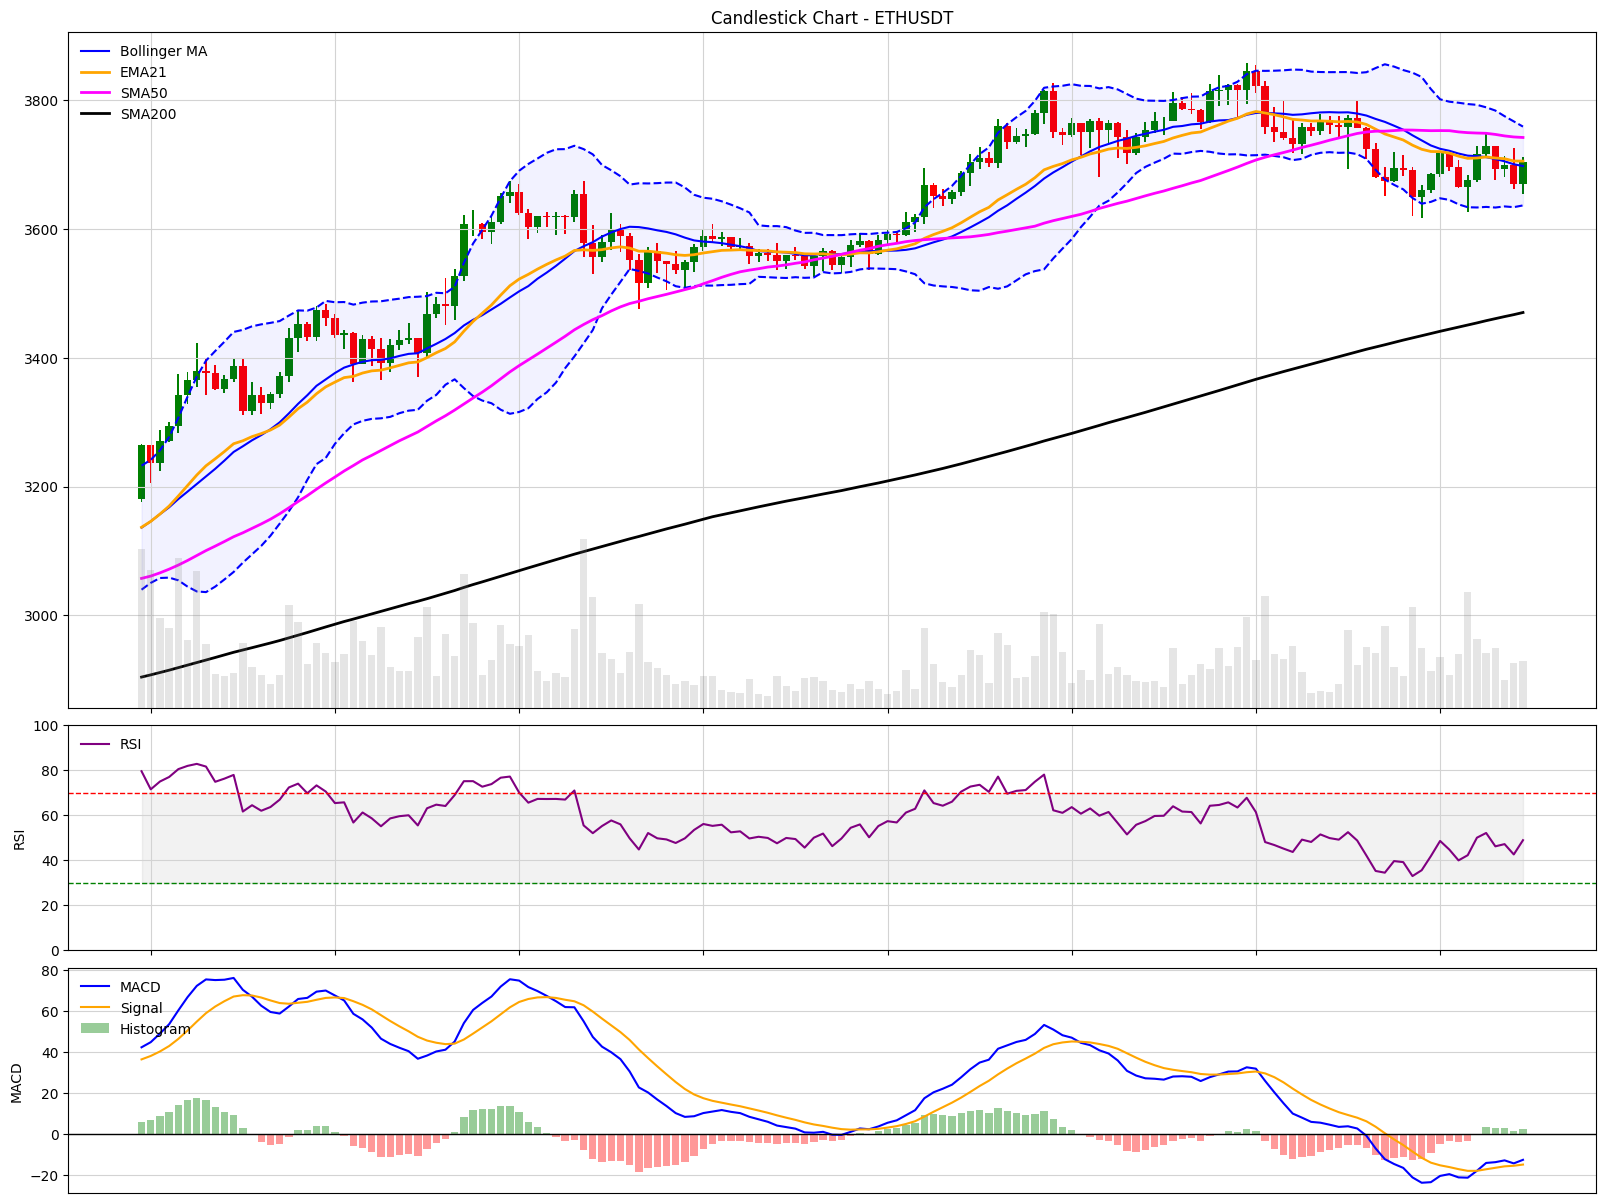 Candlestick Chart - ETHUSDT
Bollinger MA
EMA21
SMA50
SMA200
3800
3600
3400
3200
3000
RSI
100
80
60
40
20
0
RSI
MACD
Signal
Histogram
80
60
40
20
0
−20
MACD